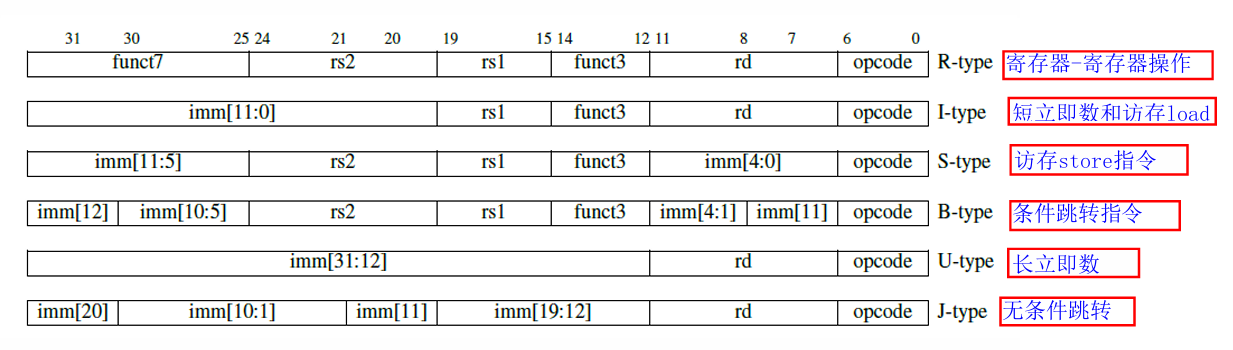 31 30 25 24 21 20 19 15 14 12 11 8 7 6 0
funct7 rs2 rs1 funct3 rd opcode R-type 寄存器-寄存器操作
imm[11:0] rs1 funct3 rd opcode I-type 短立即数和访存load
imm[11:5] rs2 rs1 funct3 imm[4:0] opcode S-type 访存store指令
imm[12] imm[10:5] rs2 rs1 funct3 imm[4:1] imm[11] opcode B-type 条件跳转指令
imm[31:12] rd opcode U-type 长立即数
imm[20] imm[10:1] imm[11] imm[19:12] rd opcode J-type 无条件跳转